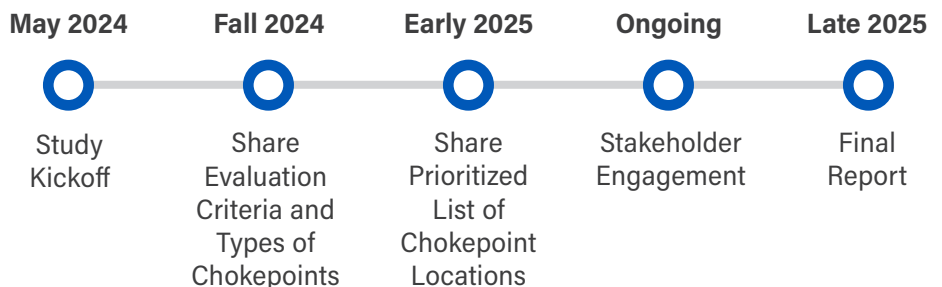 May 2024
Study
Kickoff
Fall 2024
Share
Evaluation
Criteria and
Types of
Chokepoints
Early 2025
Share
Prioritized
List of
Chokepoint
Locations
Ongoing
Stakeholder
Engagement
Late 2025
Final
Report